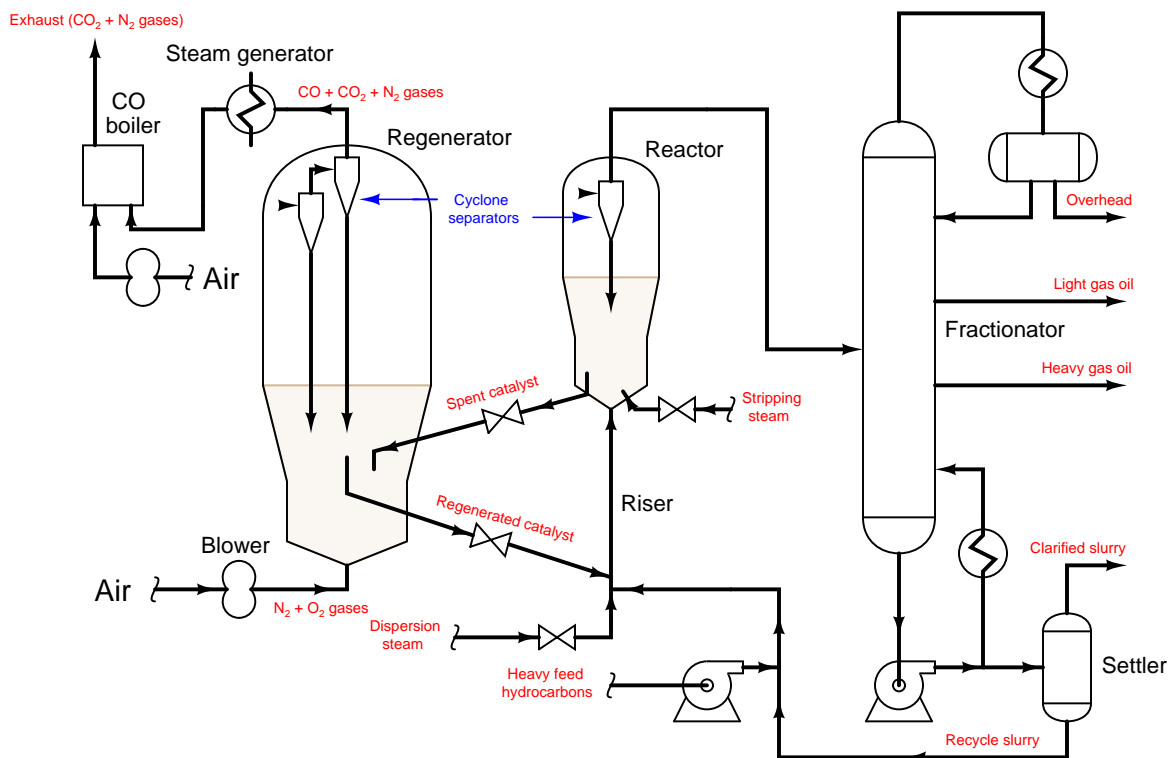 Exhaust (CO₂ + N₂ gases)
Steam generator
CO + CO₂ + N₂ gases
CO
boiler
Regenerator
Reactor
Cyclone
separators
Overhead
Air
Light gas oil
Fractionator
Heavy gas oil
Spent catalyst
Stripping
steam
Riser
Regenerated catalyst
Blower
Clarified slurry
Air
N₂ + O₂ gases
Dispersion
steam
Heavy feed
hydrocarbons
Settler
Recycle slurry